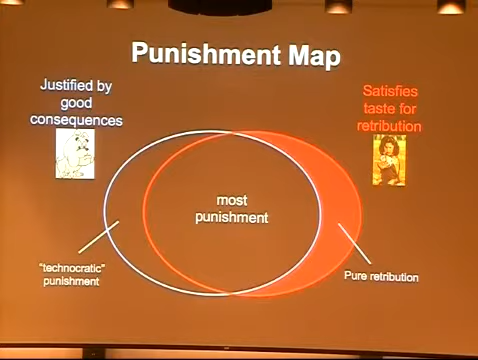 Punishment Map
Justified by
good
consequences
Satisfies
taste for
retribution
most
punishment
"technocratic"
punishment
Pure retribution